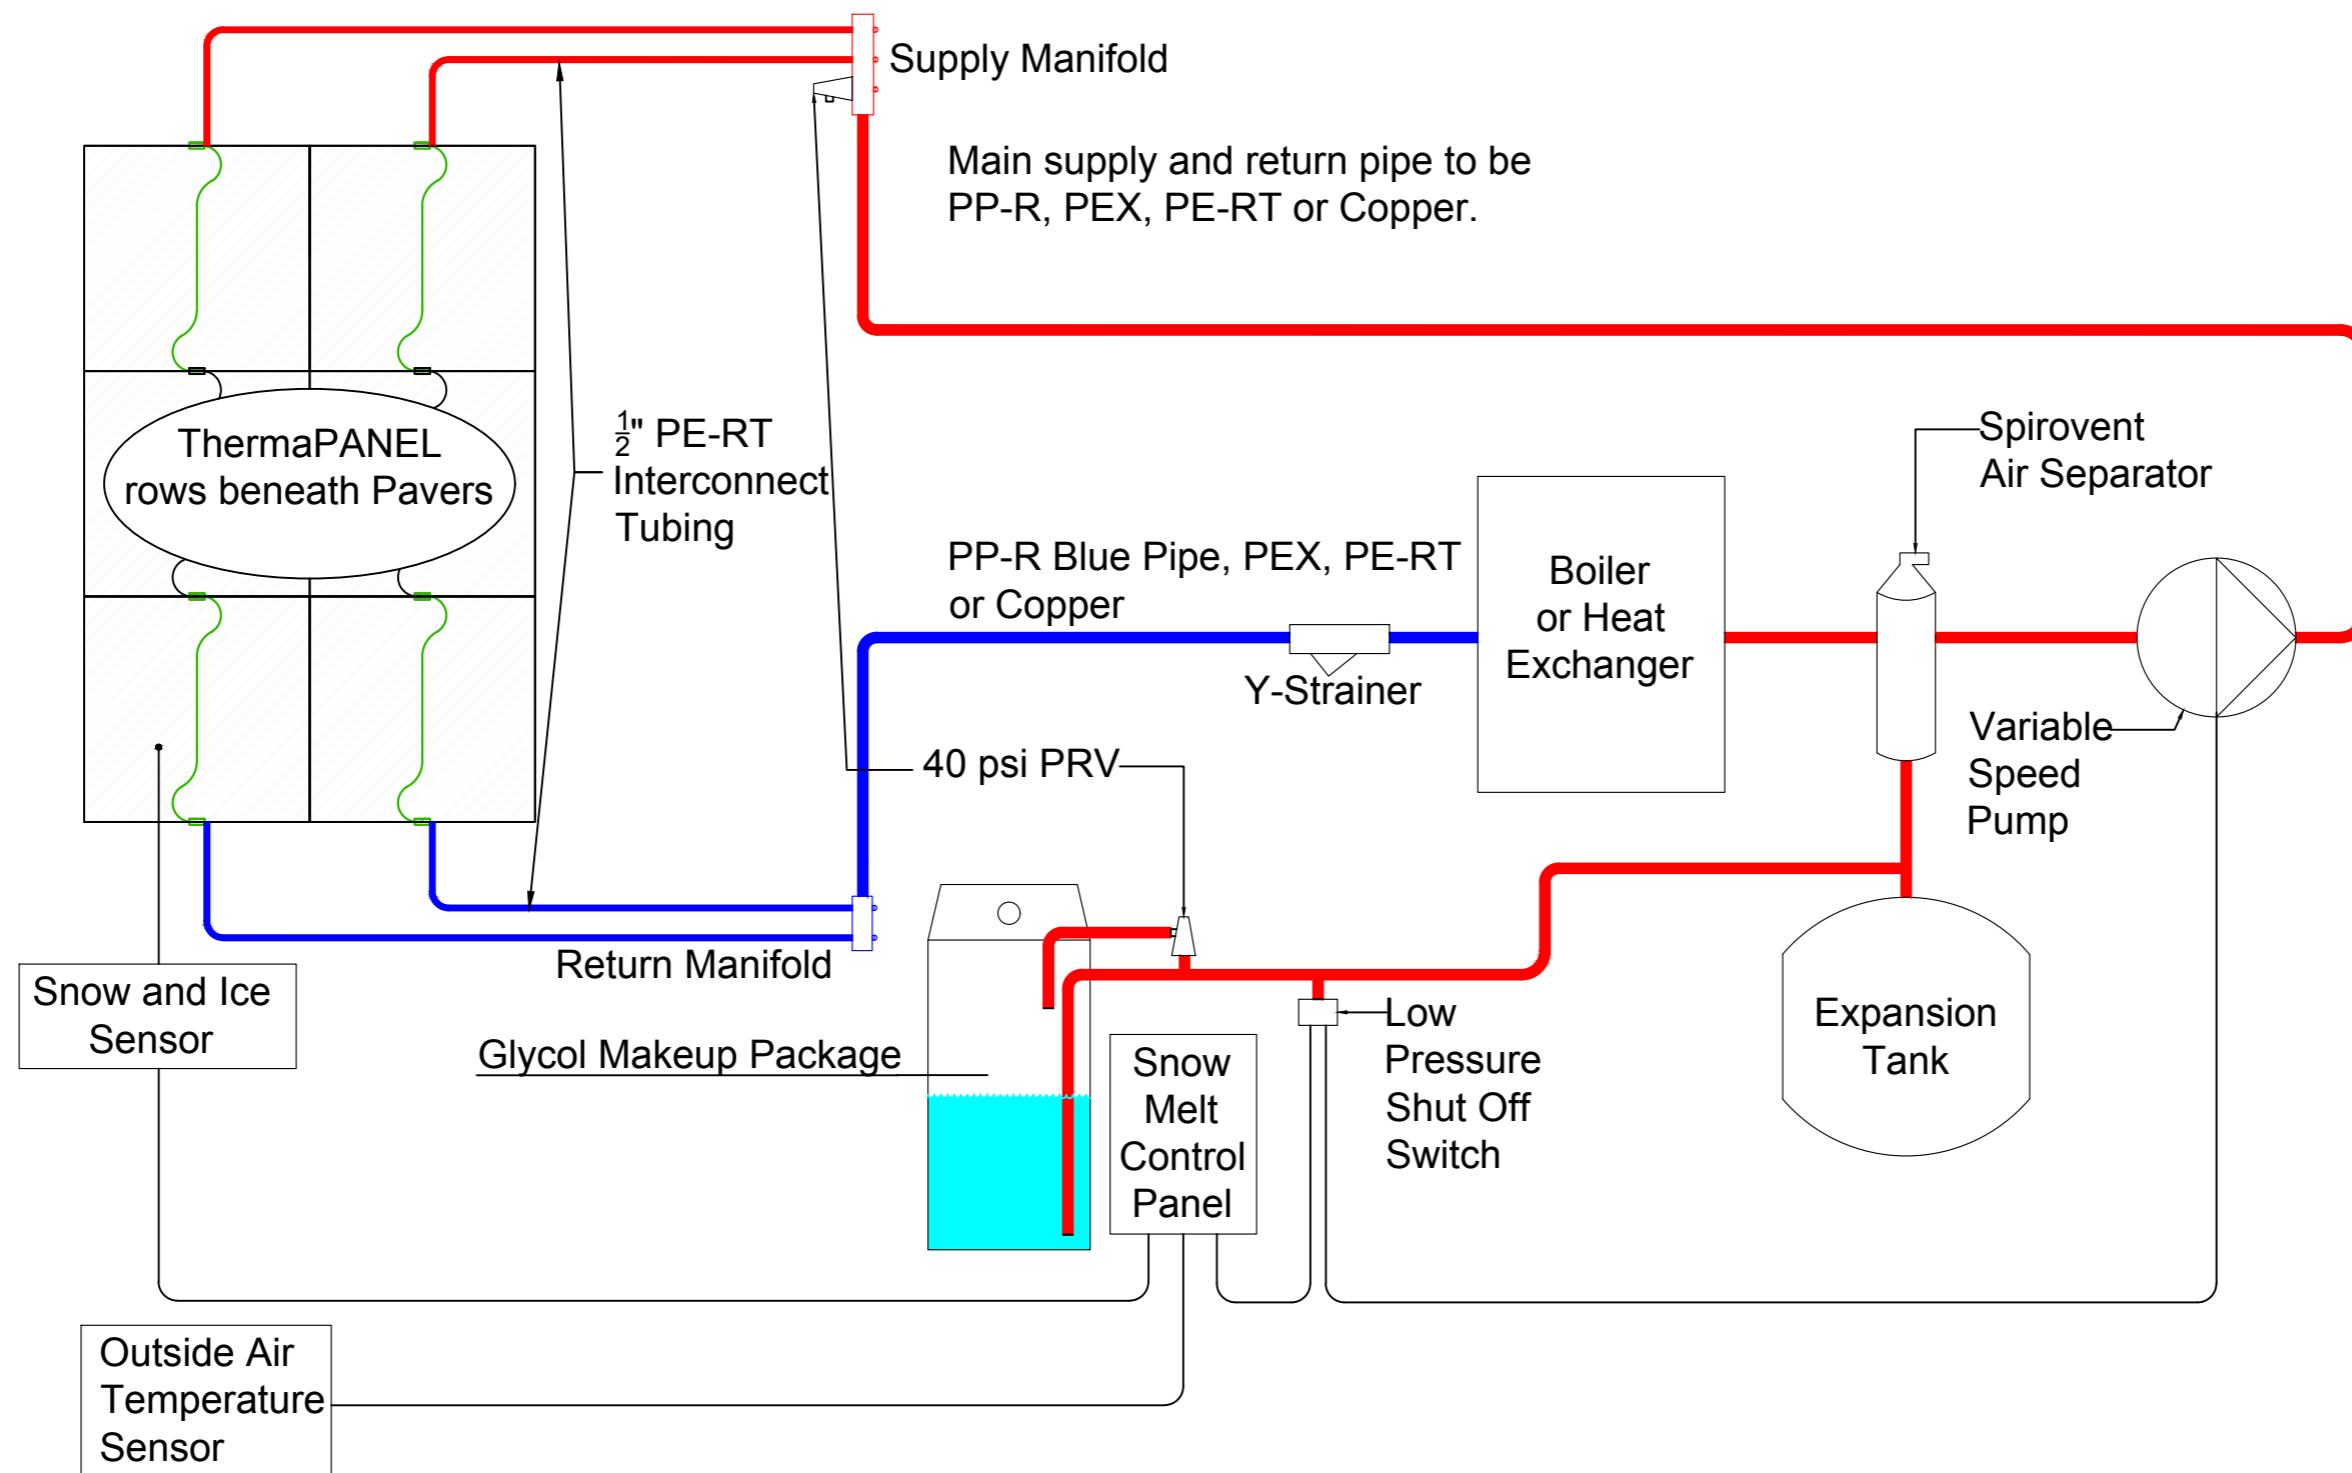 Supply Manifold
Main supply and return pipe to be
PP-R, PEX, PE-RT or Copper.
ThermaPANEL
rows beneath Pavers
½" PE-RT
Interconnect
Tubing
Spirovent
Air Separator
PP-R Blue Pipe, PEX, PE-RT
or Copper
Boiler
or Heat
Exchanger
Y-Strainer
Variable
Speed
Pump
40 psi PRV
Return Manifold
Snow and Ice
Sensor
Glycol Makeup Package
Snow
Melt
Control
Panel
Low
Pressure
Shut Off
Switch
Expansion
Tank
Outside Air
Temperature
Sensor